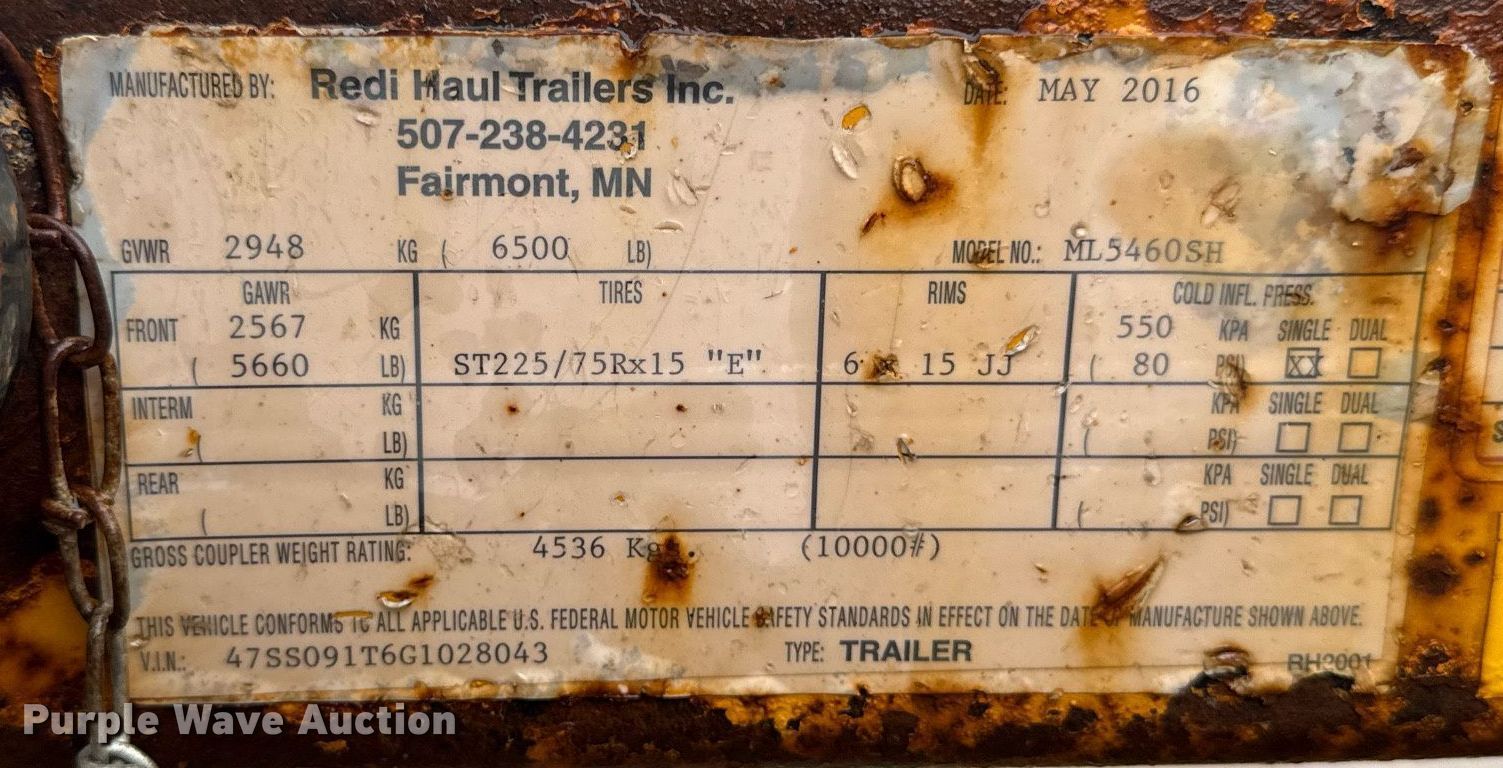 MANUFACTURED BY: Redi Haul Trailers Inc. DATE: MAY 2016
507-238-4231
Fairmont, MN
GVWR 2948 KG ( 6500 LB) MODEL NO.: ML5460SH
GAWR TIRES RIMS COLD INFL. PRESS.
FRONT 2567 KG 550 KPA SINGLE DUAL
( 5660 LB) ST225/75Rx15 "E" 6 x 15 JJ ( 80 PSI) XX
INTERM KG KPA SINGLE DUAL
( LB) ( PSI)
REAR KG KPA SINGLE DUAL
( LB) ( PSI)
GROSS COUPLER WEIGHT RATING: 4536 Kgs. (10000#)
THIS VEHICLE CONFORMS TO ALL APPLICABLE U.S. FEDERAL MOTOR VEHICLE SAFETY STANDARDS IN EFFECT ON THE DATE OF MANUFACTURE SHOWN ABOVE.
V.I.N.: 47SS091T6G1028043 TYPE: TRAILER RH2001
Purple Wave Auction